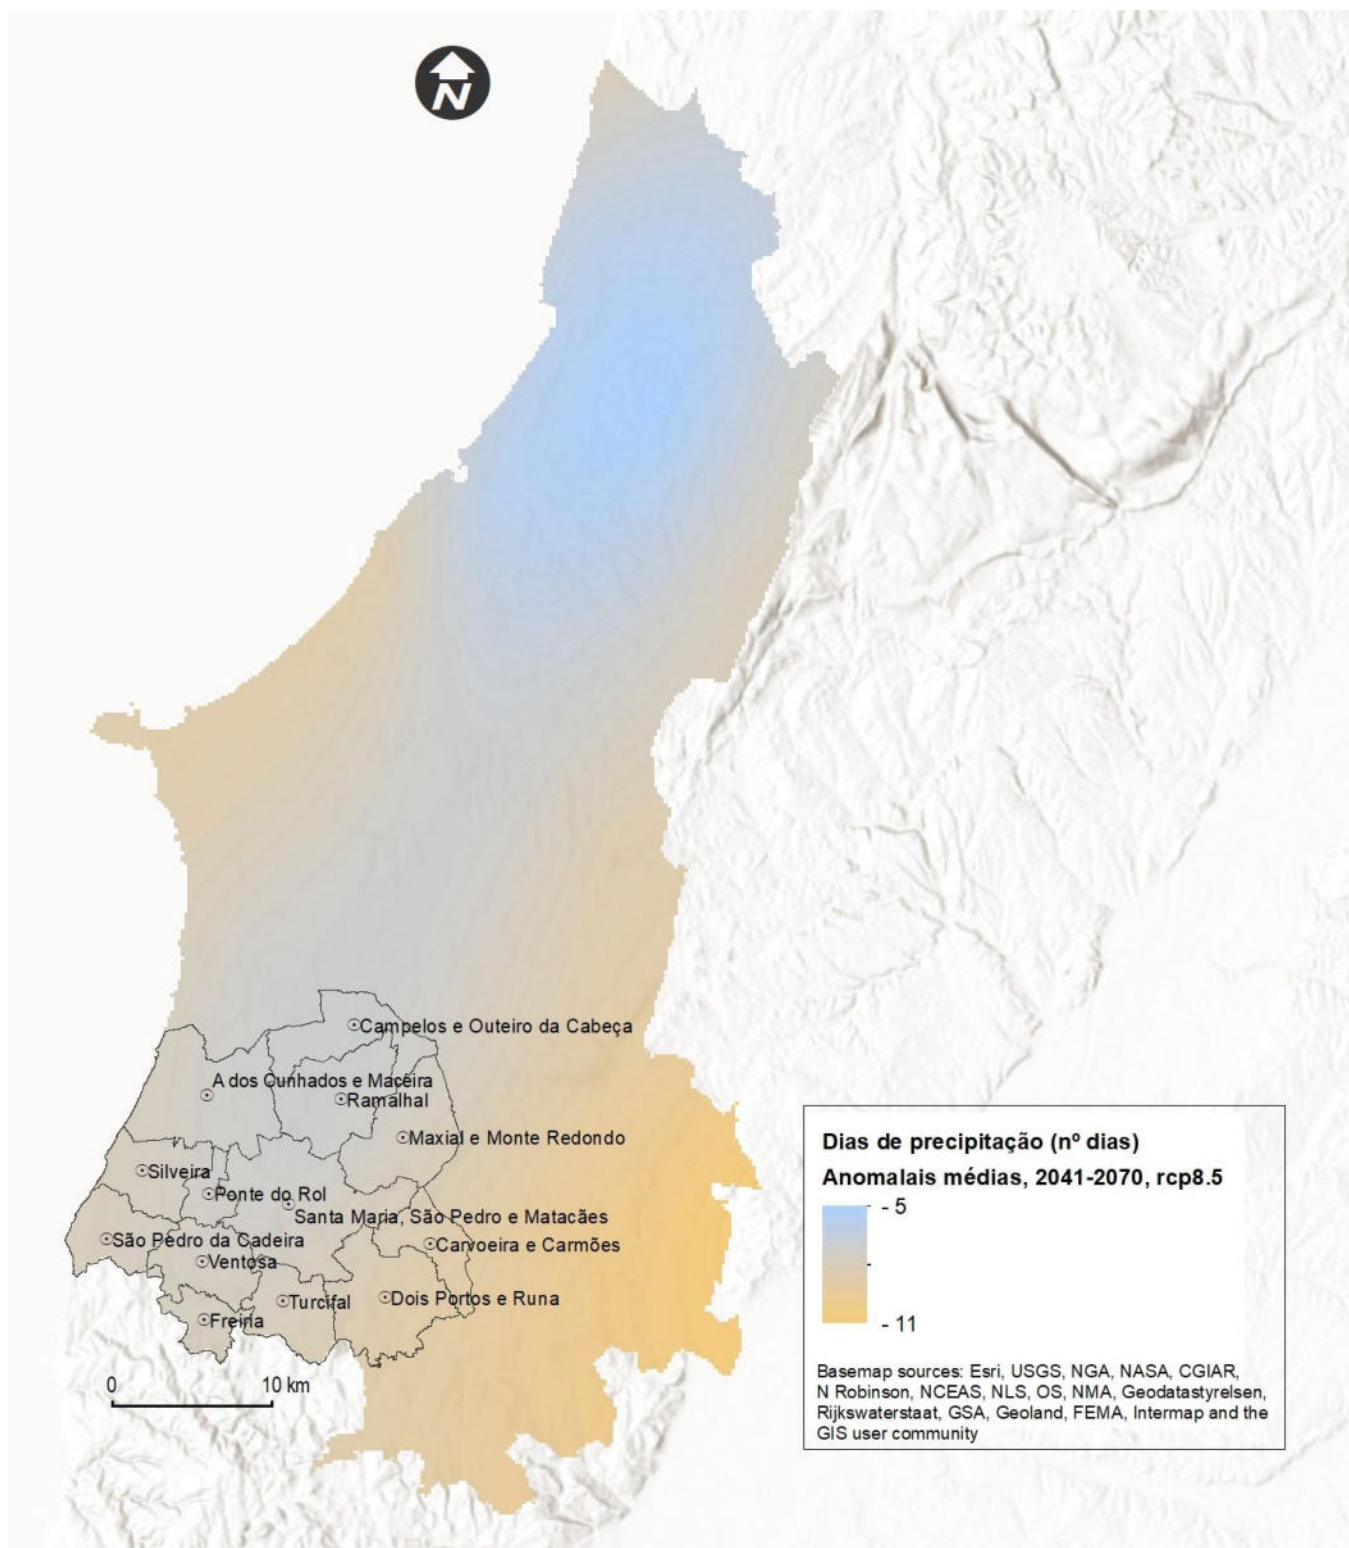 N
Campelos e Outeiro da Cabeça
A dos Cunhados e Maceira
Ramalhal
Maxial e Monte Redondo
Silveira
Ponte do Rol
Santa Maria, São Pedro e Matacães
São Pedro da Cadeira
Carvoeira e Carmões
Ventosa
Dois Portos e Runa
Turcifal
Freiria
0 10 km
Dias de precipitação (nº dias)
Anomalais médias, 2041-2070, rcp8.5
- 5
- 11
Basemap sources: Esri, USGS, NGA, NASA, CGIAR,
N Robinson, NCEAS, NLS, OS, NMA, Geodatastyrelsen,
Rijkswaterstaat, GSA, Geoland, FEMA, Intermap and the
GIS user community